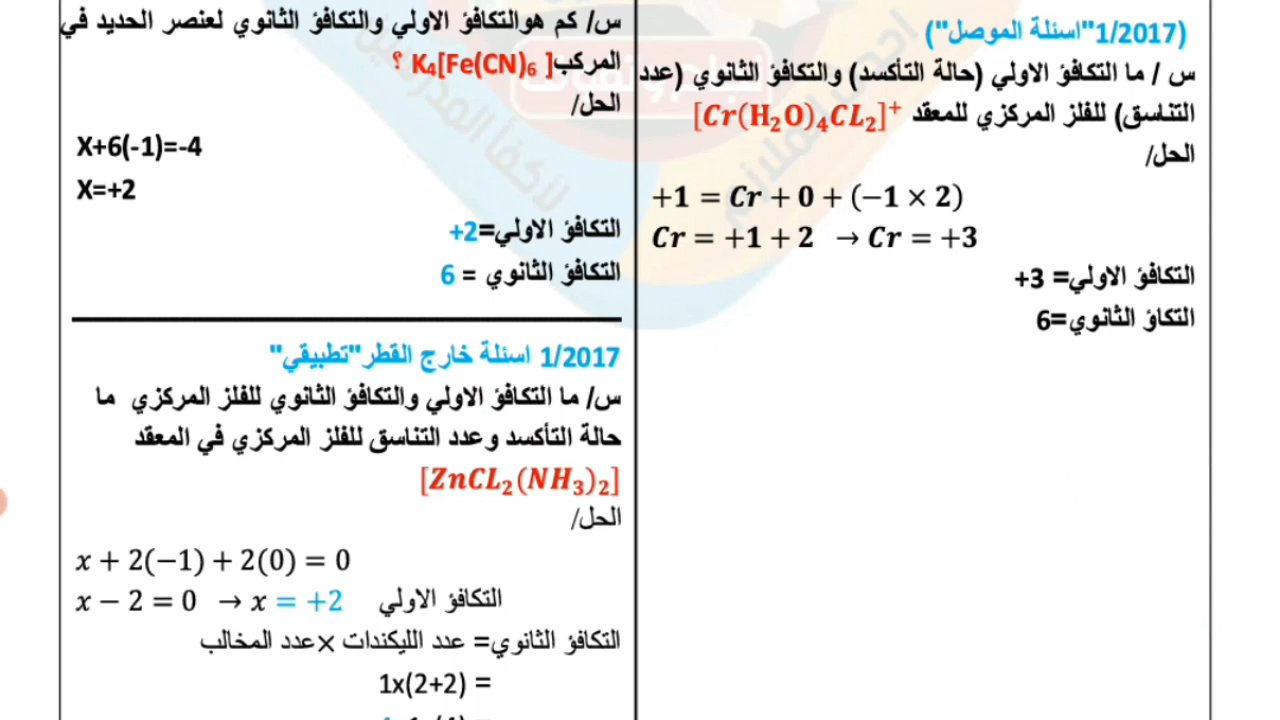 (1/2017"اسئلة الموصل")
س / ما التكافؤ الاولي (حالة التأكسد) والتكافؤ الثانوي (عدد
التناسق) للفلز المركزي للمعقد [Cr(H₂O)₄CL₂]⁺
الحل/
+1 = Cr + 0 + (−1 × 2)
Cr = +1 + 2 → Cr = +3
التكافؤ الاولي= 3+
التكاؤ الثانوي=6
س/ كم هوالتكافؤ الاولي والتكافؤ الثانوي لعنصر الحديد في
المركب[ K₄[Fe(CN)₆ ؟
الحل/
X+6(-1)=-4
X=+2
التكافؤ الاولي=2+
التكافؤ الثانوي = 6
1/2017 اسئلة خارج القطر"تطبيقي"
س/ ما التكافؤ الاولي والتكافؤ الثانوي للفلز المركزي ما
حالة التأكسد وعدد التناسق للفلز المركزي في المعقد
[ZnCL₂(NH₃)₂]
الحل/
x + 2(−1) + 2(0) = 0
x − 2 = 0 → x = +2 التكافؤ الاولي
التكافؤ الثانوي= عدد الليكندات ×عدد المخالب
1x(2+2) =